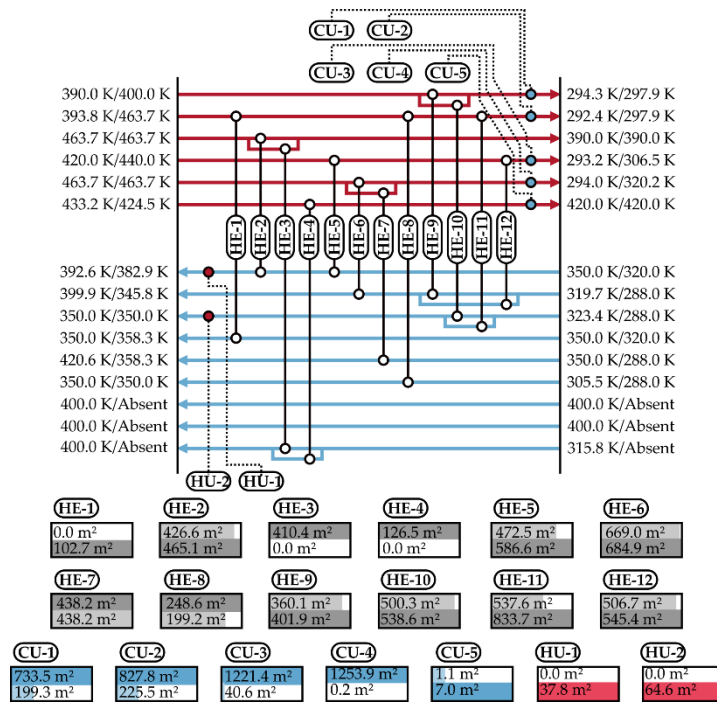 CU-1 CU-2
CU-3 CU-4 CU-5
390.0 K/400.0 K 294.3 K/297.9 K
393.8 K/463.7 K 292.4 K/297.9 K
463.7 K/463.7 K 390.0 K/390.0 K
420.0 K/440.0 K 293.2 K/306.5 K
463.7 K/463.7 K 294.0 K/320.2 K
433.2 K/424.5 K 420.0 K/420.0 K
HE-1 HE-2 HE-3 HE-4 HE-5 HE-6 HE-7 HE-8 HE-9 HE-10 HE-11 HE-12
392.6 K/382.9 K 350.0 K/320.0 K
399.9 K/345.8 K 319.7 K/288.0 K
350.0 K/350.0 K 323.4 K/288.0 K
350.0 K/358.3 K 350.0 K/320.0 K
420.6 K/358.3 K 350.0 K/288.0 K
350.0 K/350.0 K 305.5 K/288.0 K
400.0 K/Absent 400.0 K/Absent
400.0 K/Absent 400.0 K/Absent
400.0 K/Absent 315.8 K/Absent
HU-2 HU-1
HE-1 HE-2 HE-3 HE-4 HE-5 HE-6
0.0 m² 426.6 m² 410.4 m² 126.5 m² 472.5 m² 669.0 m²
102.7 m² 465.1 m² 0.0 m² 0.0 m² 586.6 m² 684.9 m²
HE-7 HE-8 HE-9 HE-10 HE-11 HE-12
438.2 m² 248.6 m² 360.1 m² 500.3 m² 537.6 m² 506.7 m²
438.2 m² 199.2 m² 401.9 m² 538.6 m² 833.7 m² 545.4 m²
CU-1 CU-2 CU-3 CU-4 CU-5 HU-1 HU-2
733.5 m² 827.8 m² 1221.4 m² 1253.9 m² 1.1 m² 0.0 m² 0.0 m²
199.3 m² 225.5 m² 40.6 m² 0.2 m² 7.0 m² 37.8 m² 64.6 m²